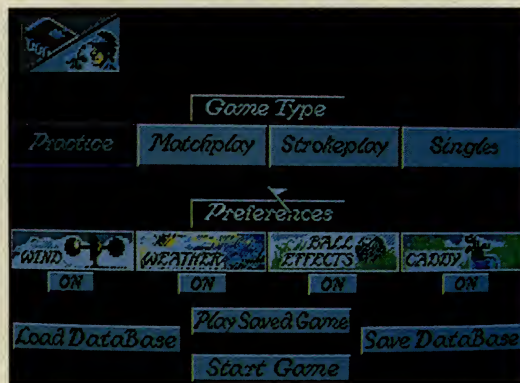 Game Type
Practice Matchplay Strokeplay Singles
Preferences
WIND WEATHER BALL EFFECTS CADDY
ON ON ON ON
Load DataBase Play Saved Game Save DataBase
Start Game